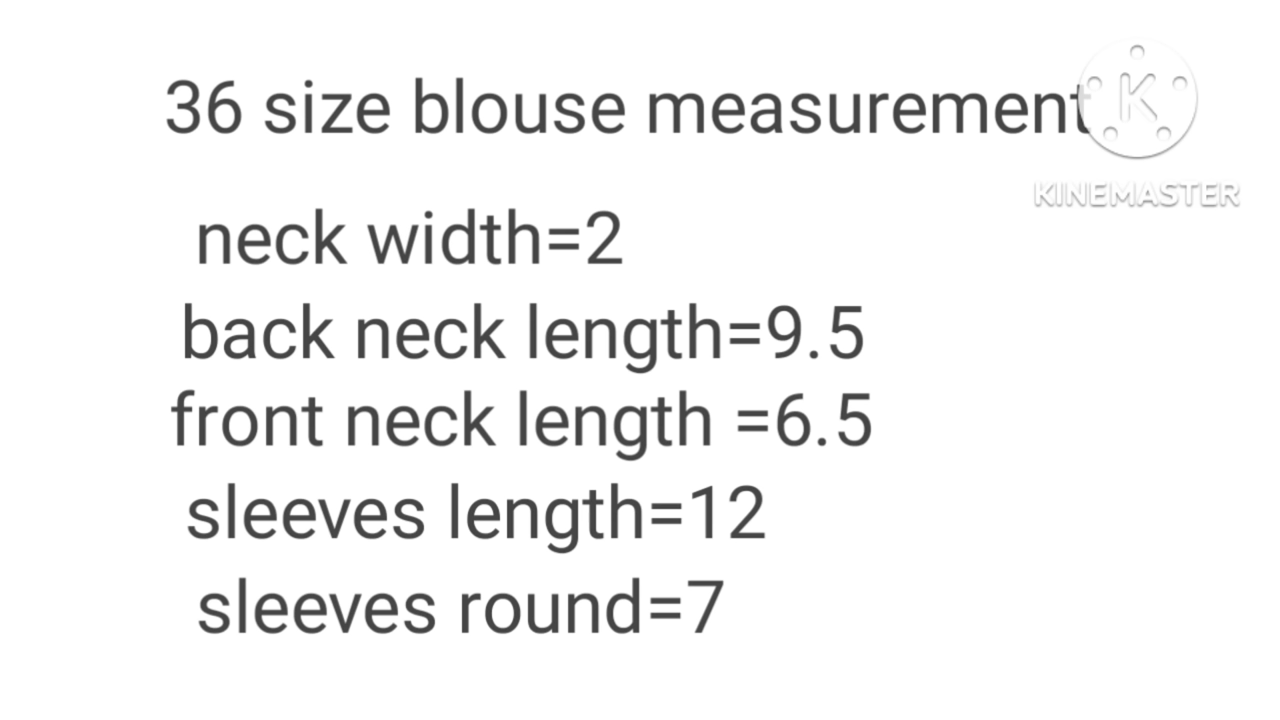 36 size blouse measurement
K
KINEMASTER
neck width=2
back neck length=9.5
front neck length =6.5
sleeves length=12
sleeves round=7